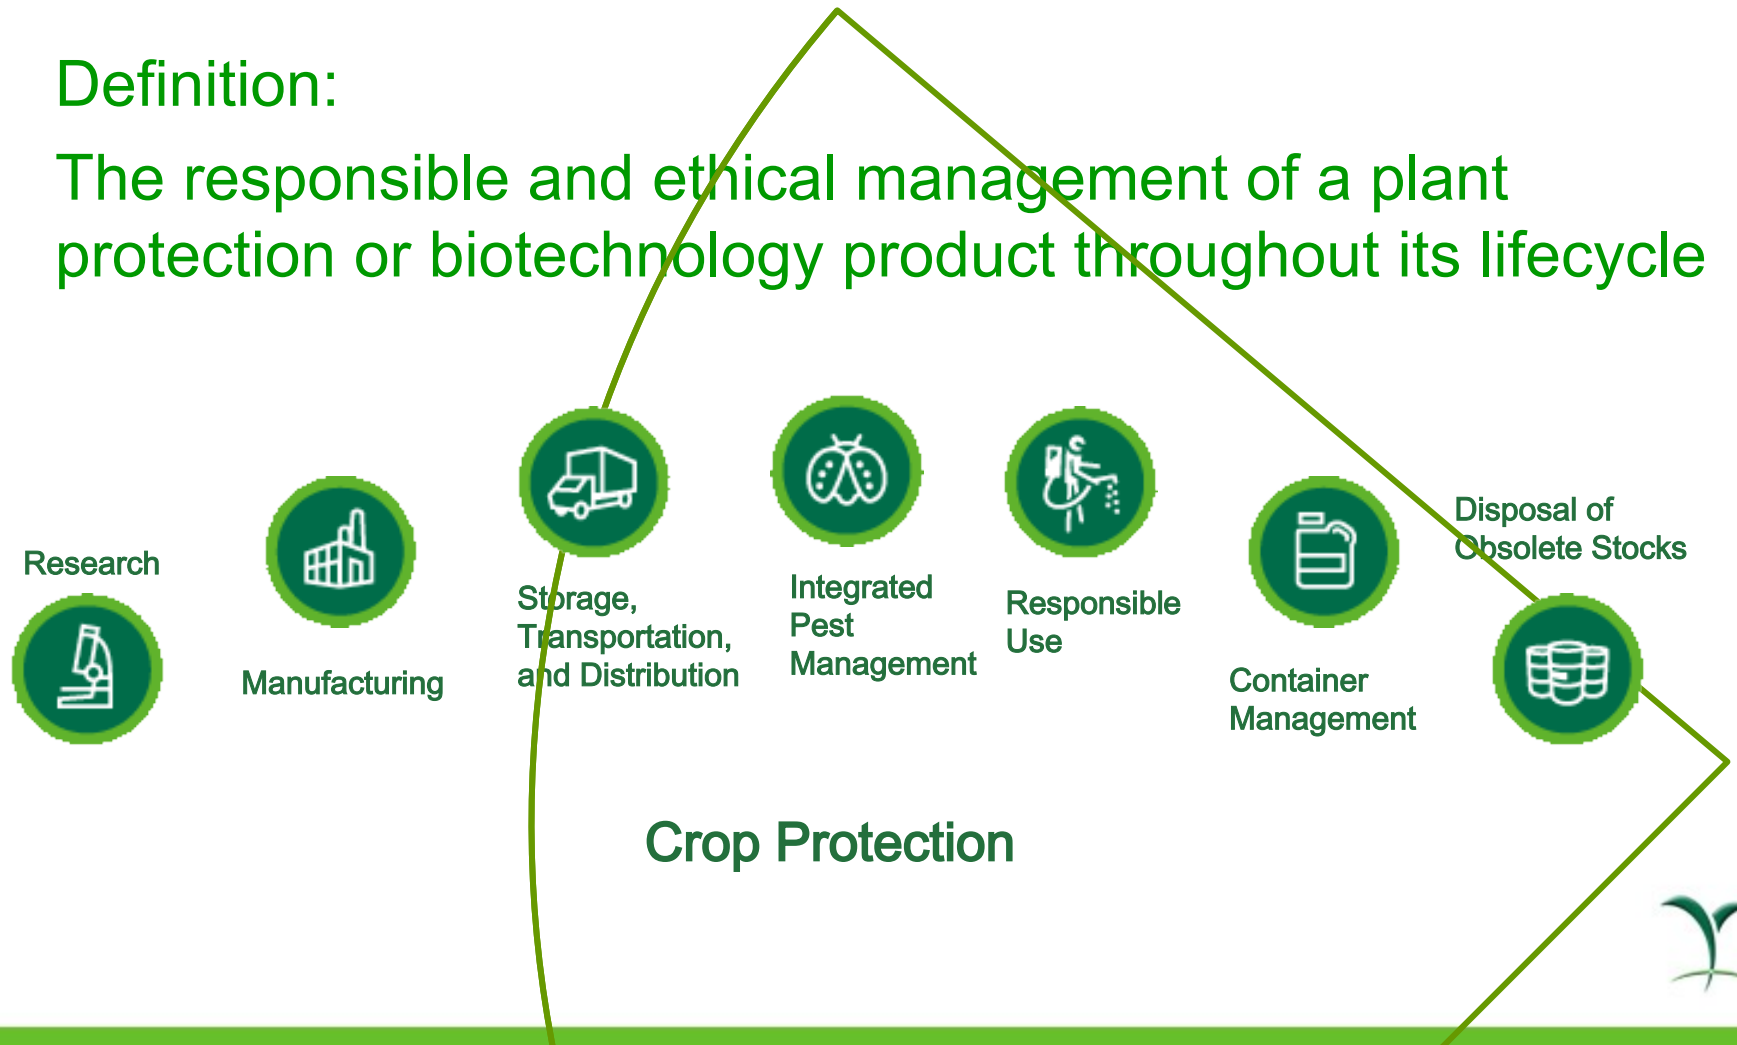 Definition:
The responsible and ethical management of a plant
protection or biotechnology product throughout its lifecycle
Research
Manufacturing
Storage,
Transportation,
and Distribution
Integrated
Pest
Management
Responsible
Use
Container
Management
Disposal of
Obsolete Stocks
Crop Protection